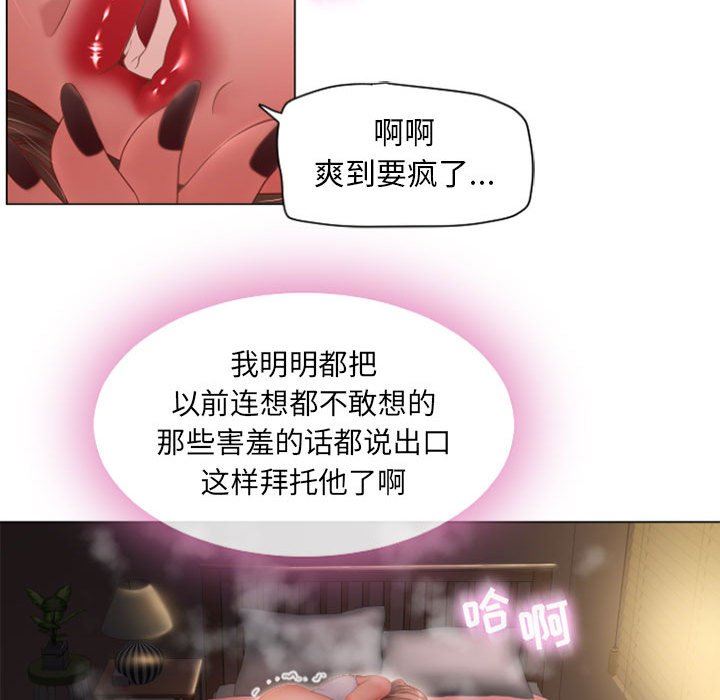 啊啊
爽到要疯了...
我明明都把
以前连想都不敢想的
那些害羞的话都说出口
这样拜托他了啊
哈啊